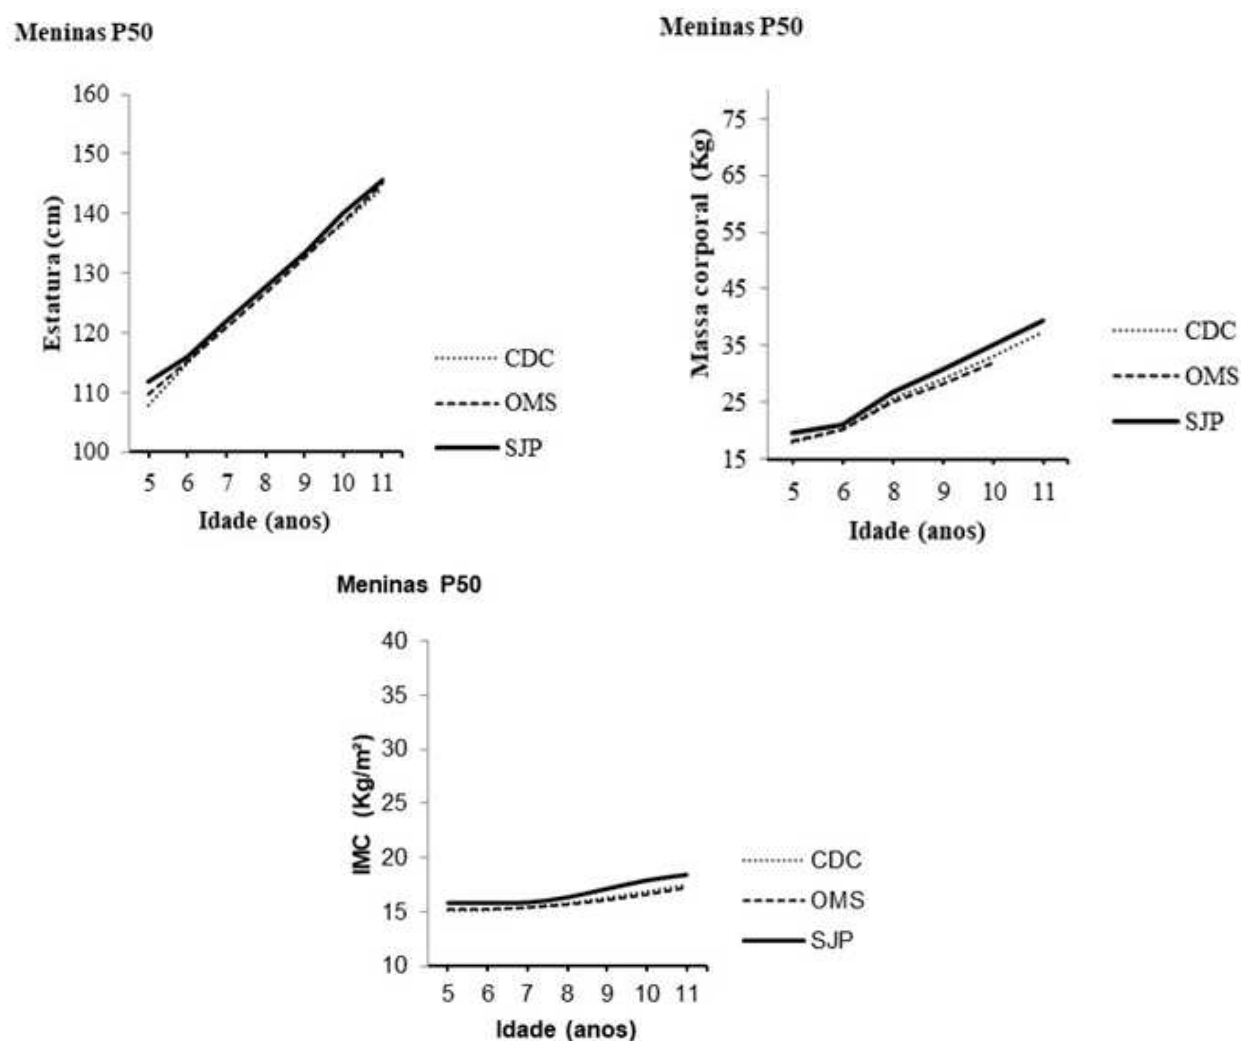 Meninas P50
160
150
140
130
120
110
100
Estatura (cm)
5 6 7 8 9 10 11
Idade (anos)
CDC
OMS
SJP
Meninas P50
75
65
55
45
35
25
15
Massa corporal (Kg)
5 6 8 9 10 11
Idade (anos)
CDC
OMS
SJP
Meninas P50
40
35
30
25
20
15
10
IMC (Kg/m²)
5 6 7 8 9 10 11
Idade (anos)
CDC
OMS
SJP